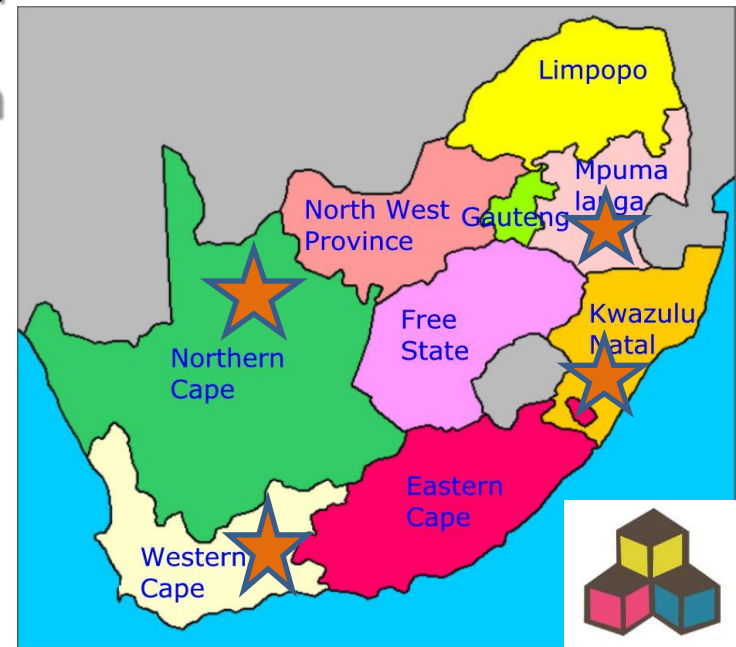 Limpopo
Mpuma
langa
North West
Province
Gauteng
Kwazulu
Natal
Free
State
Northern
Cape
Eastern
Cape
Western
Cape